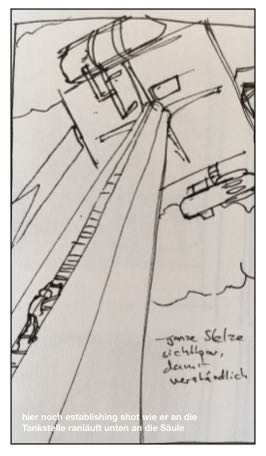 ganze Stelze
sichtbar,
damit
verständlich
hier noch establishing shot wie er an die
Tankstelle ranläuft unten an die Säule